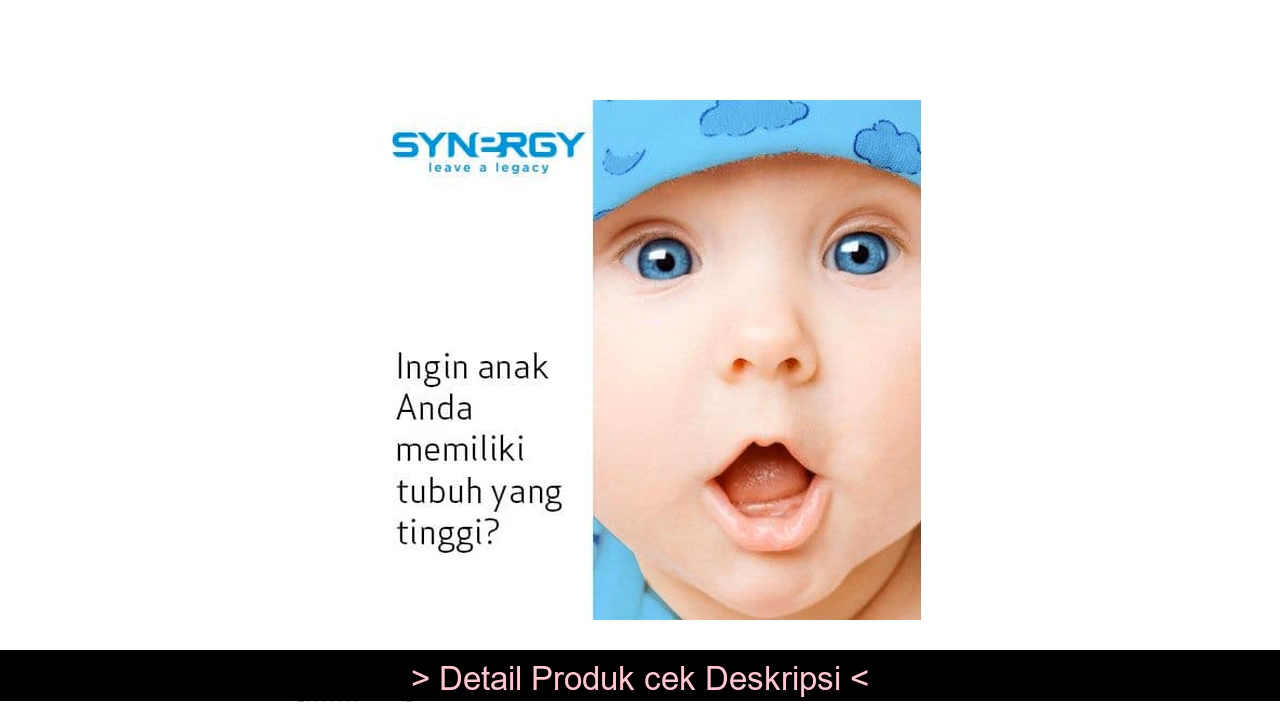 SYNERGY
leave a legacy
Ingin anak
Anda
memiliki
tubuh yang
tinggi?
> Detail Produk cek Deskripsi <